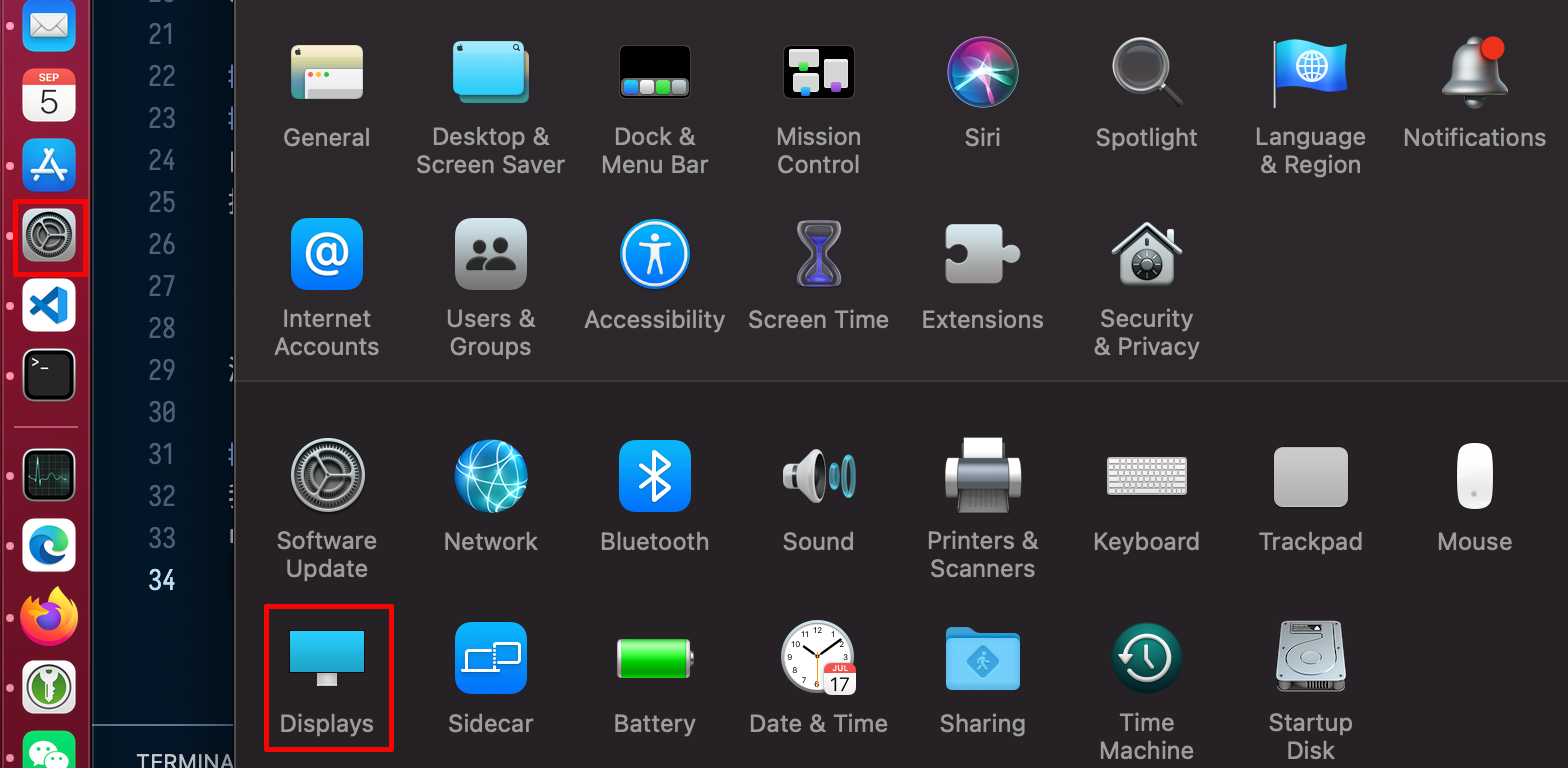 SEP
5
21
22
23
24
25
26
27
28
29
30
31
32
33
34
TERMINA
General
Desktop &
Screen Saver
Dock &
Menu Bar
Mission
Control
Siri
Spotlight
Language
& Region
Notifications
Internet
Accounts
Users &
Groups
Accessibility
Screen Time
Extensions
Security
& Privacy
Software
Update
Network
Bluetooth
Sound
Printers &
Scanners
Keyboard
Trackpad
Mouse
Displays
Sidecar
Battery
JUL
17
Date & Time
Sharing
Time
Machine
Startup
Disk